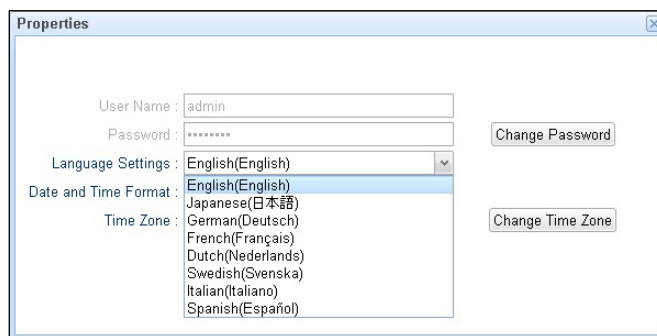 Properties
User Name : admin
Password : ********
Change Password
Language Settings : English(English)
Date and Time Format : English(English)
Japanese(日本語)
Time Zone : German(Deutsch)
Change Time Zone
French(Français)
Dutch(Nederlands)
Swedish(Svenska)
Italian(Italiano)
Spanish(Español)